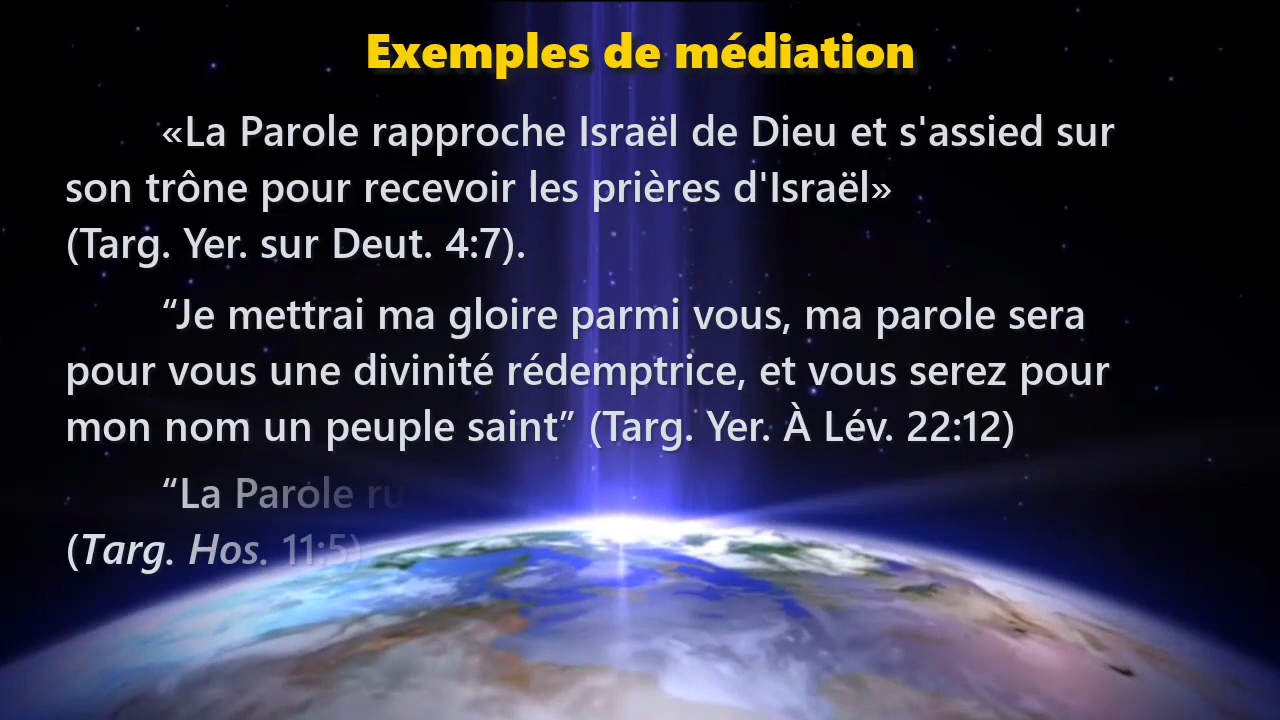 Exemples de médiation
«La Parole rapproche Israël de Dieu et s'assied sur
son trône pour recevoir les prières d'Israël»
(Targ. Yer. sur Deut. 4:7).
“Je mettrai ma gloire parmi vous, ma parole sera
pour vous une divinité rédemptrice, et vous serez pour
mon nom un peuple saint” (Targ. Yer. À Lév. 22:12)
“La Parole
(Targ. Hos. 11:5)